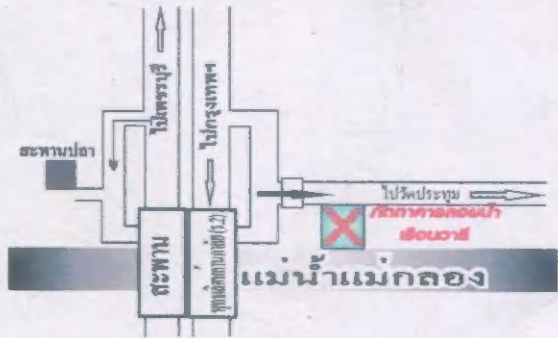 ไปเพชรบุรี
ไปกรุงเทพฯ
สะพานปลา
ไปวัดประทุม
ภัตตาคารลอยน้ำ
เรือนวารี
สะพาน
แม่น้ำแม่กลอง